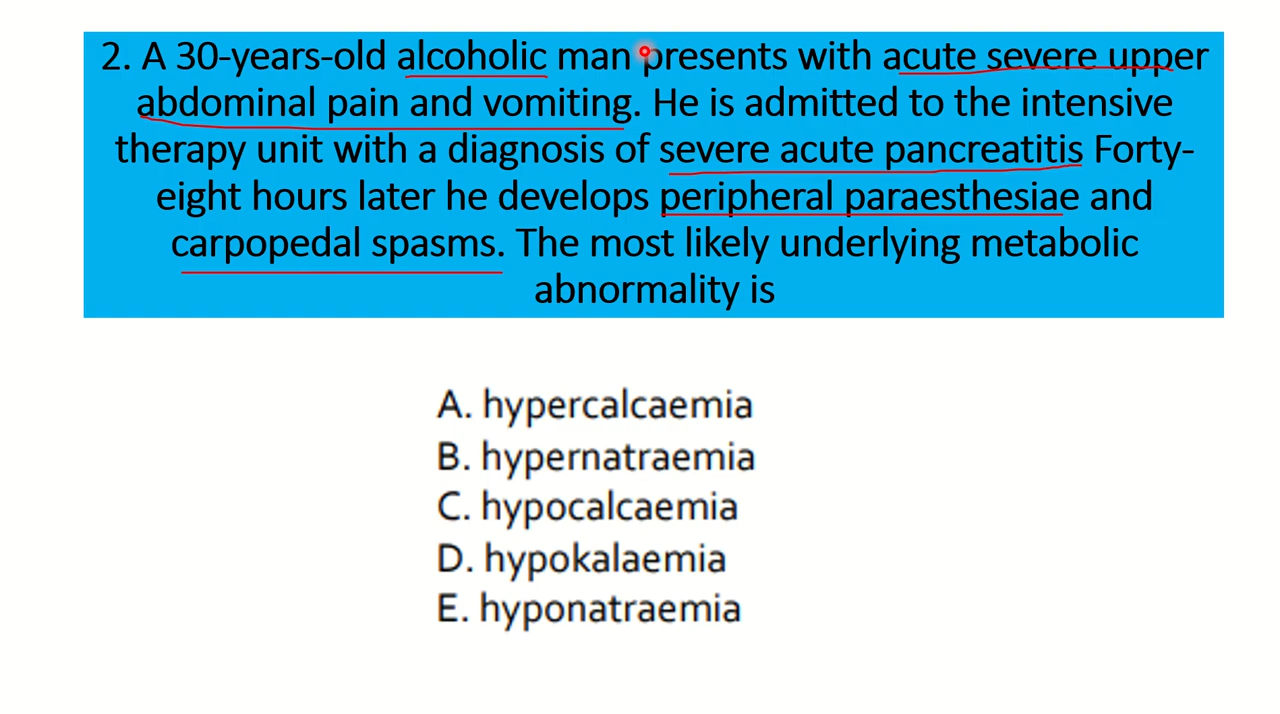 2. A 30-years-old alcoholic man presents with acute severe upper
abdominal pain and vomiting. He is admitted to the intensive
therapy unit with a diagnosis of severe acute pancreatitis Forty-
eight hours later he develops peripheral paraesthesiae and
carpopedal spasms. The most likely underlying metabolic
abnormality is
A. hypercalcaemia
B. hypernatraemia
C. hypocalcaemia
D. hypokalaemia
E. hyponatraemia